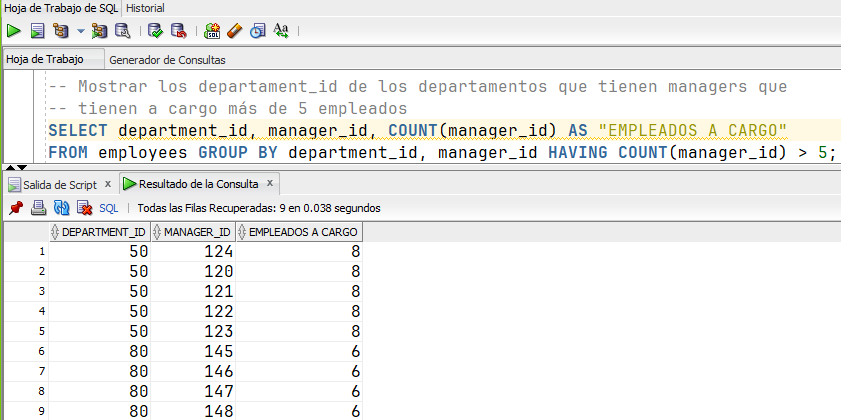 Hoja de Trabajo de SQL Historial
SQL
Aa
Hoja de Trabajo Generador de Consultas
-- Mostrar los departament_id de los departamentos que tienen managers que
-- tienen a cargo más de 5 empleados
SELECT department_id, manager_id, COUNT(manager_id) AS "EMPLEADOS A CARGO"
FROM employees GROUP BY department_id, manager_id HAVING COUNT(manager_id) > 5;
Salida de Script x Resultado de la Consulta x
SQL | Todas las Filas Recuperadas: 9 en 0.038 segundos
DEPARTMENT_ID MANAGER_ID EMPLEADOS A CARGO
1 50 124 8
2 50 120 8
3 50 121 8
4 50 122 8
5 50 123 8
6 80 145 6
7 80 146 6
8 80 147 6
9 80 148 6